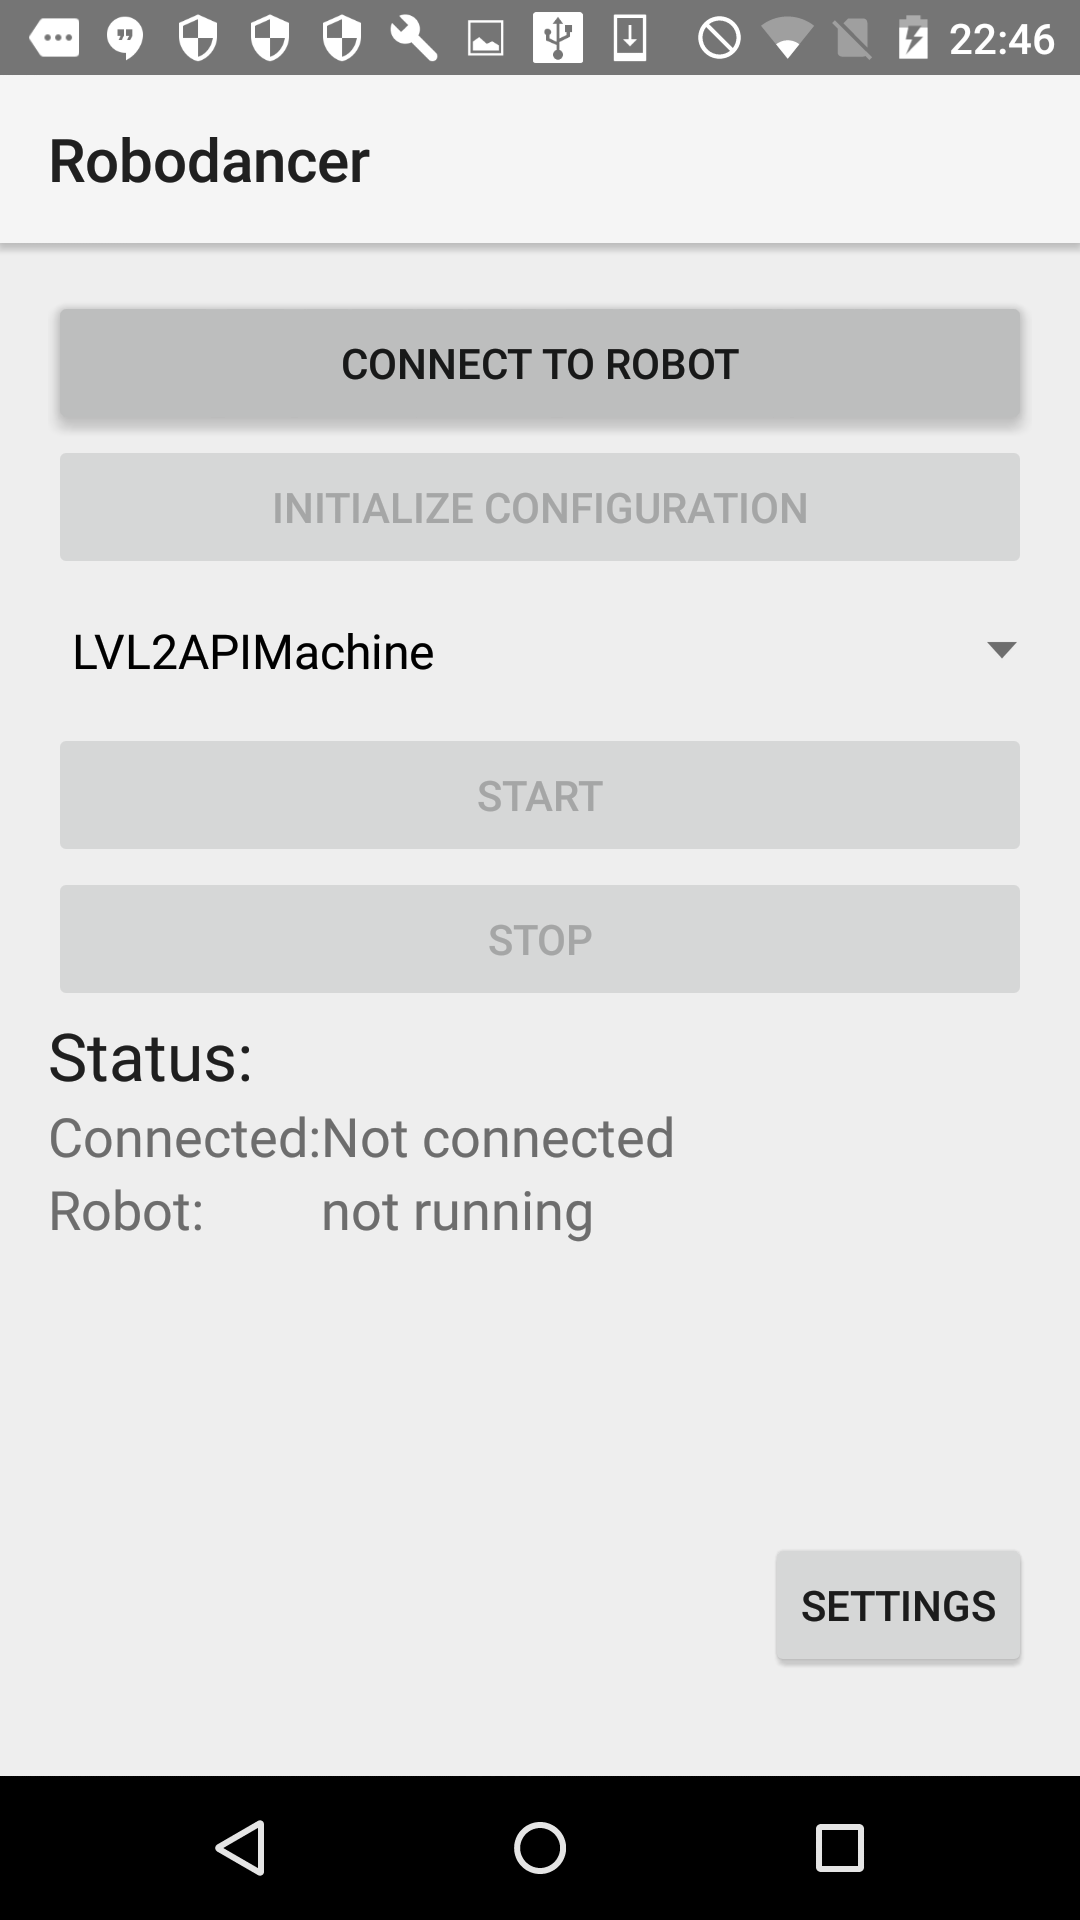 22:46
Robodancer
CONNECT TO ROBOT
INITIALIZE CONFIGURATION
LVL2APIMachine
START
STOP
Status:
Connected:Not connected
Robot: not running
SETTINGS